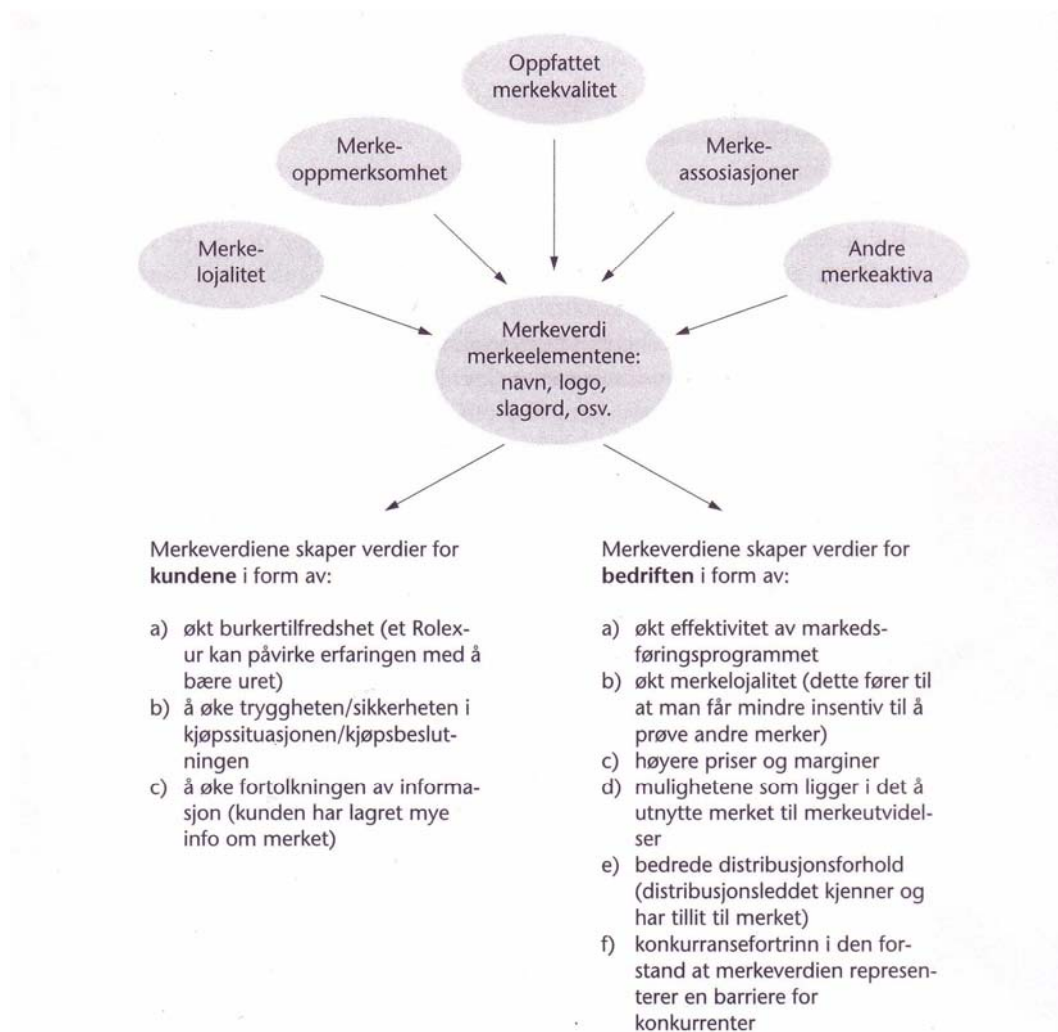 Oppfattet
merkekvalitet
Merke-
oppmerksomhet
Merke-
assosiasjoner
Merke-
lojalitet
Andre
merkeaktiva
Merkeverdi
merkeelementene:
navn, logo,
slagord, osv.
Merkeverdiene skaper verdier for
kundene i form av:
a) økt burkertilfredshet (et Rolex-
ur kan påvirke erfaringen med å
bære uret)
b) å øke tryggheten/sikkerheten i
kjøpssituasjonen/kjøpsbeslut-
ningen
c) å øke fortolkningen av informa-
sjon (kunden har lagret mye
info om merket)
Merkeverdiene skaper verdier for
bedriften i form av:
a) økt effektivitet av markeds-
føringsprogrammet
b) økt merkelojalitet (dette fører til
at man får mindre insentiv til å
prøve andre merker)
c) høyere priser og marginer
d) mulighetene som ligger i det å
utnytte merket til merkeutvidel-
ser
e) bedrede distribusjonsforhold
(distribusjonsleddet kjenner og
har tillit til merket)
f) konkurransefortrinn i den for-
stand at merkeverdien represen-
terer en barriere for
konkurrenter